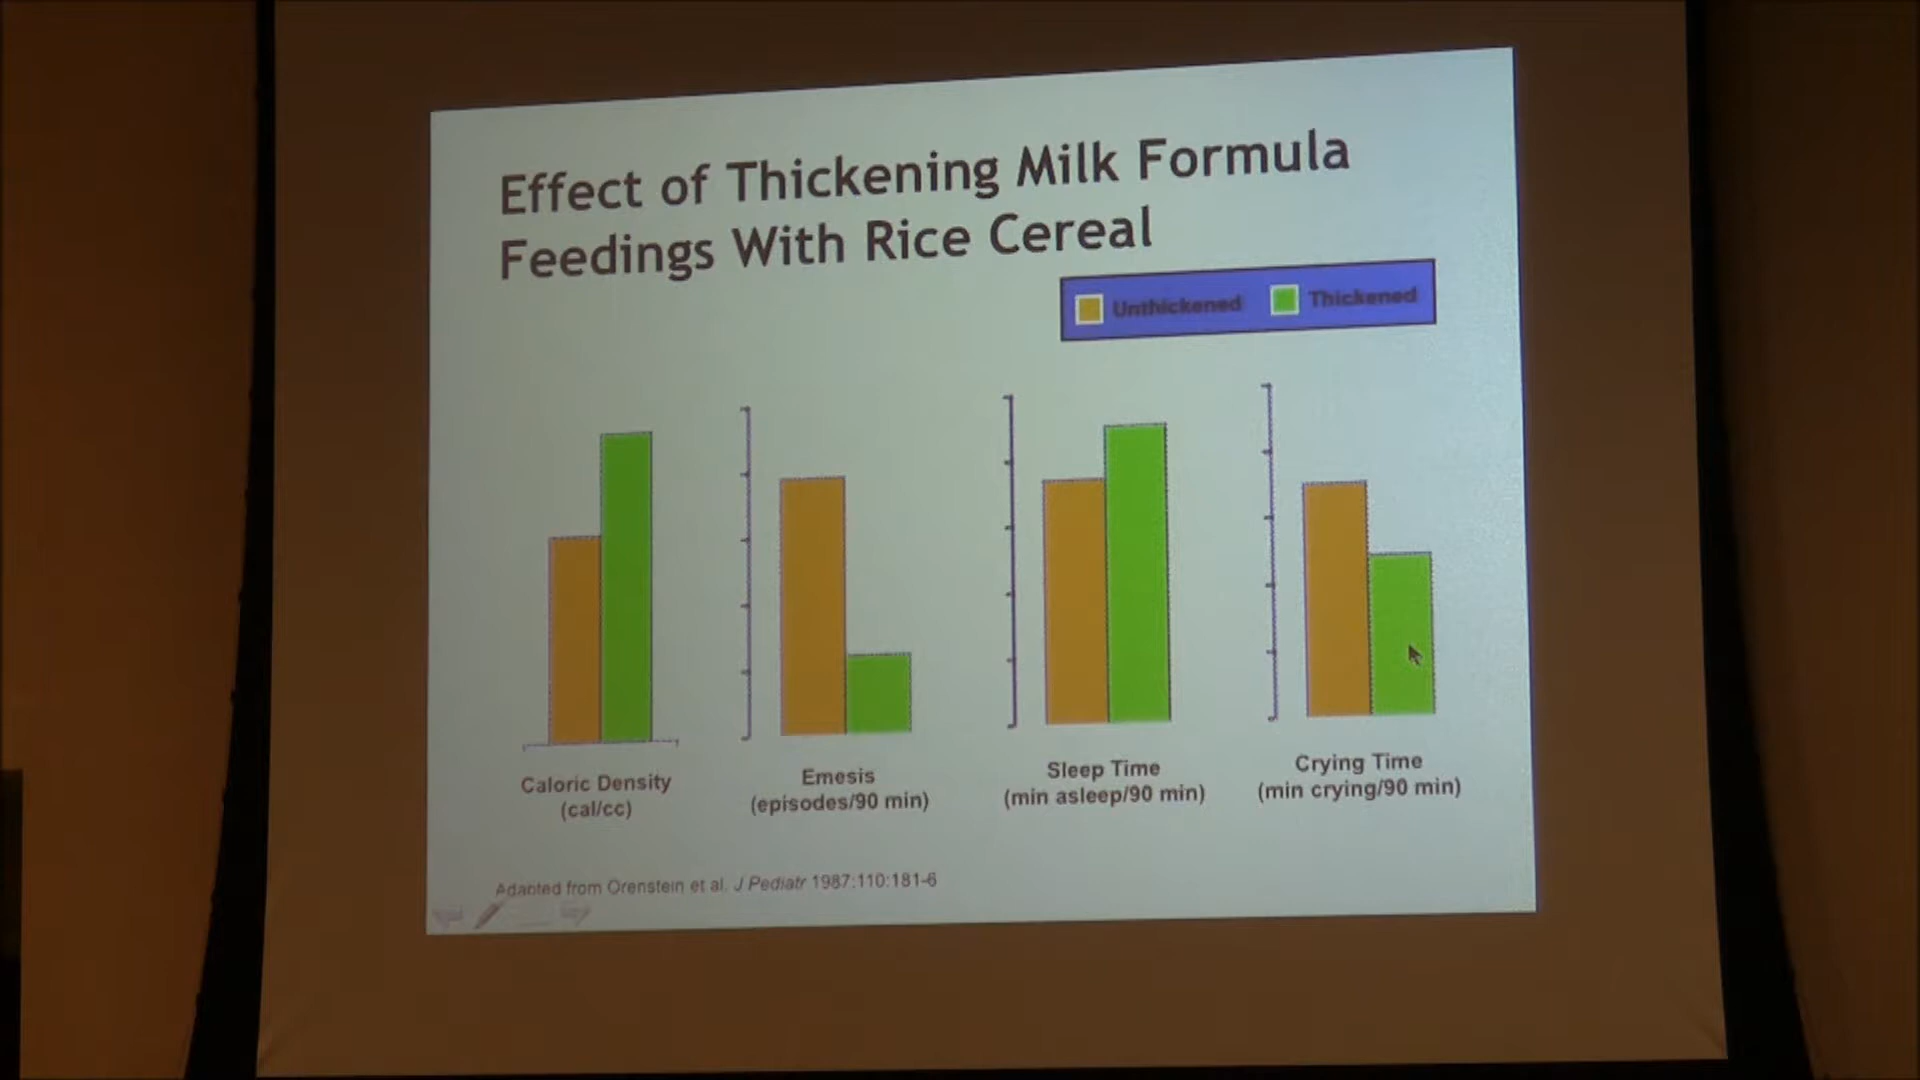 Effect of Thickening Milk Formula
Feedings With Rice Cereal
Unthickened Thickened
Caloric Density
(cal/cc)
Emesis
(episodes/90 min)
Sleep Time
(min asleep/90 min)
Crying Time
(min crying/90 min)
Adapted from Orenstein et al. J Pediatr 1987:110:181-6